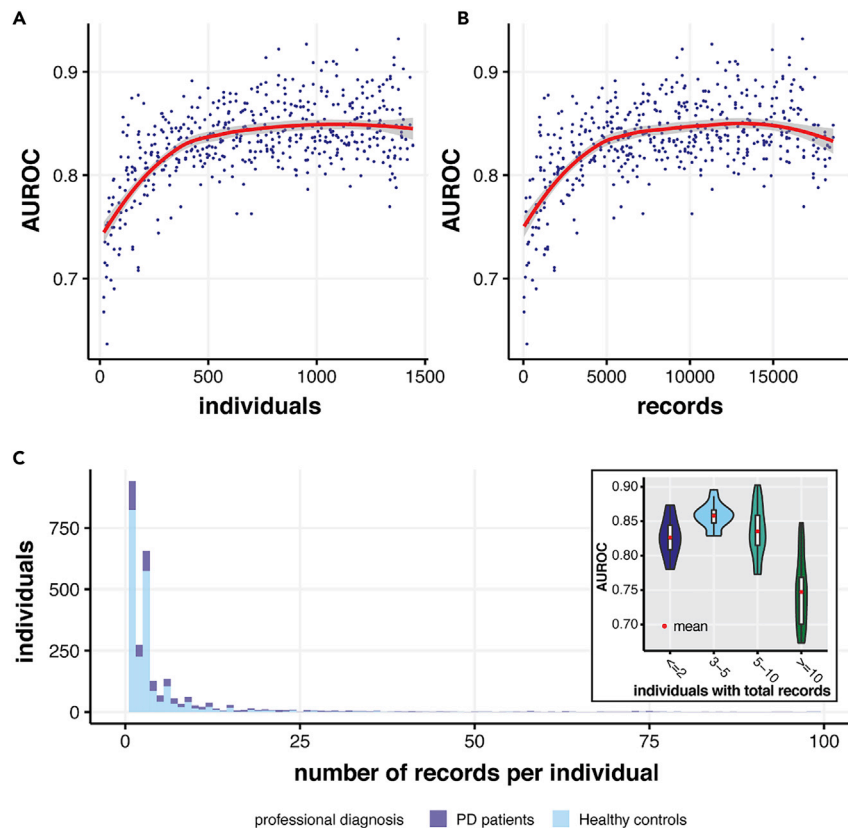 A
B
0.9
0.8
0.7
AUROC
0
500
1000
1500
individuals
0.9
0.8
0.7
AUROC
0
5000
10000
15000
records
C
750
500
250
0
individuals
0
25
50
75
100
number of records per individual
0.90
0.85
0.80
0.75
0.70
AUROC
mean
<=2
3-5
5-10
>=10
individuals with total records
professional diagnosis PD patients Healthy controls